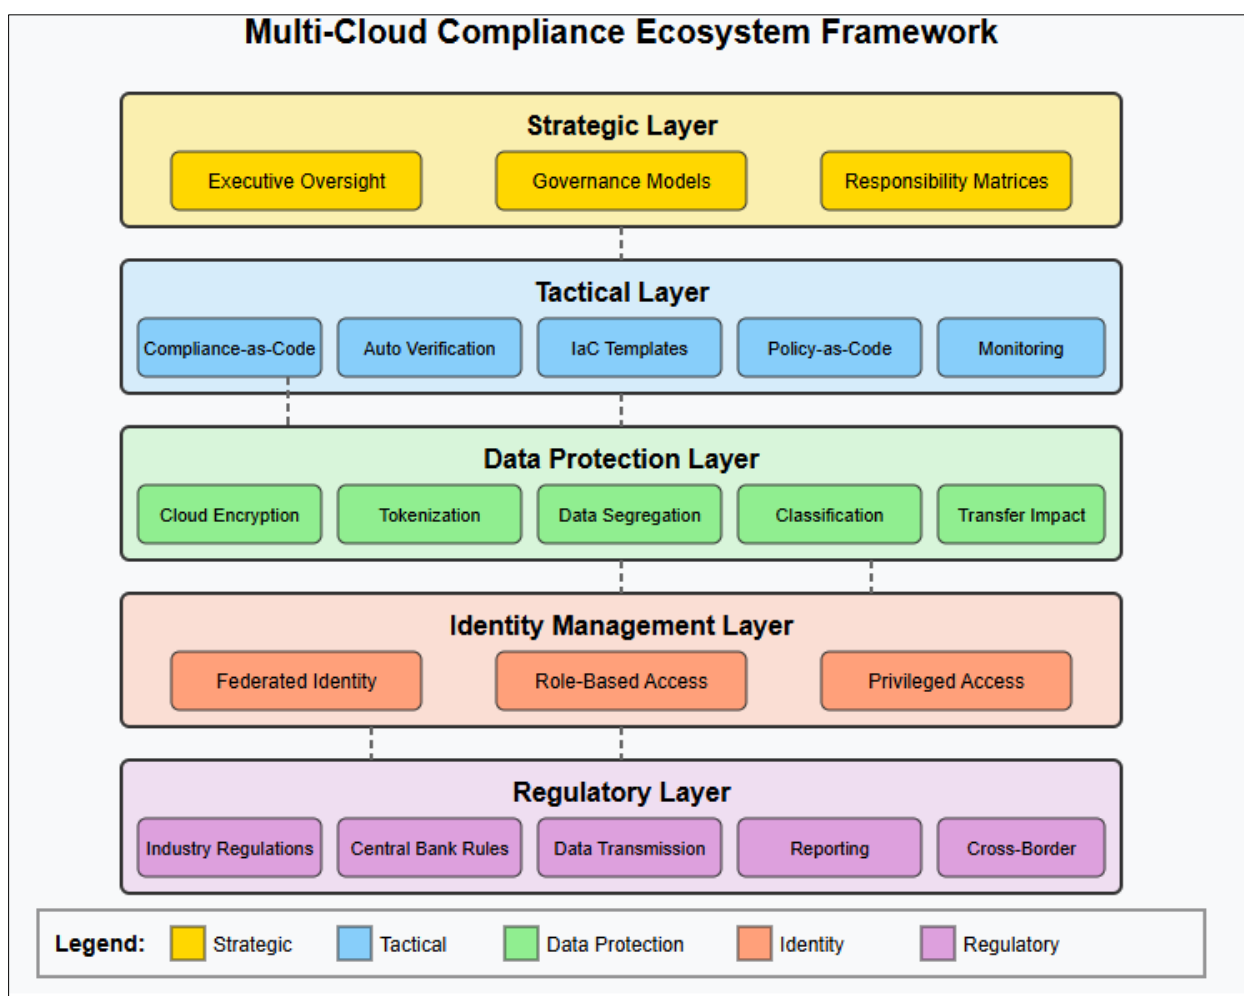 Multi-Cloud Compliance Ecosystem Framework
Strategic Layer
Executive Oversight
Governance Models
Responsibility Matrices
Tactical Layer
Compliance-as-Code
Auto Verification
IaC Templates
Policy-as-Code
Monitoring
Data Protection Layer
Cloud Encryption
Tokenization
Data Segregation
Classification
Transfer Impact
Identity Management Layer
Federated Identity
Role-Based Access
Privileged Access
Regulatory Layer
Industry Regulations
Central Bank Rules
Data Transmission
Reporting
Cross-Border
Legend:
Strategic
Tactical
Data Protection
Identity
Regulatory